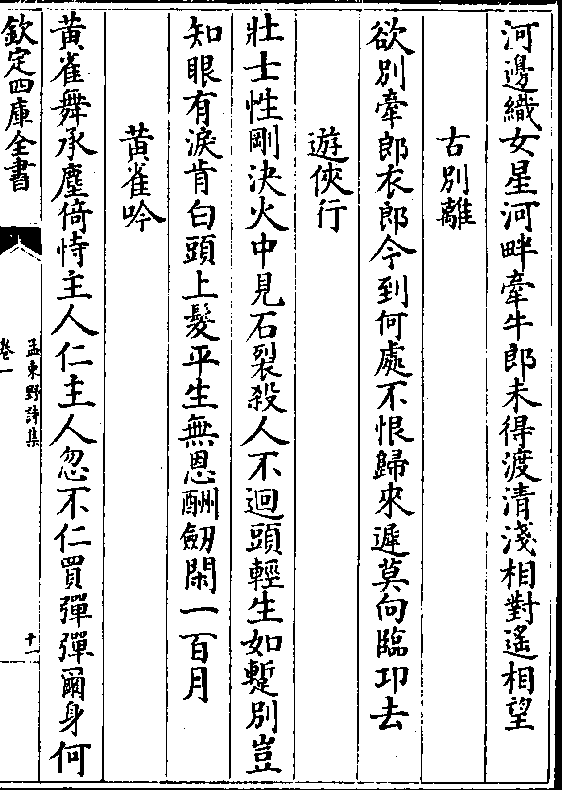 河邊織女星河畔牽牛郎未得渡清淺相對遙相望
古別離
欲別牽郎衣郎今到何處不恨歸來遲莫向臨邛去
遊俠行
壯士性剛決火中見石裂殺人不迴頭輕生如蹔別豈
知眼有淚肯白頭上髮平生無恩酬劔閑一百月
黃雀吟
黃雀舞承塵倚恃主人仁主人忽不仁買彈彈爾身何
欽定四庫全書
孟東野詩集
卷一
十一